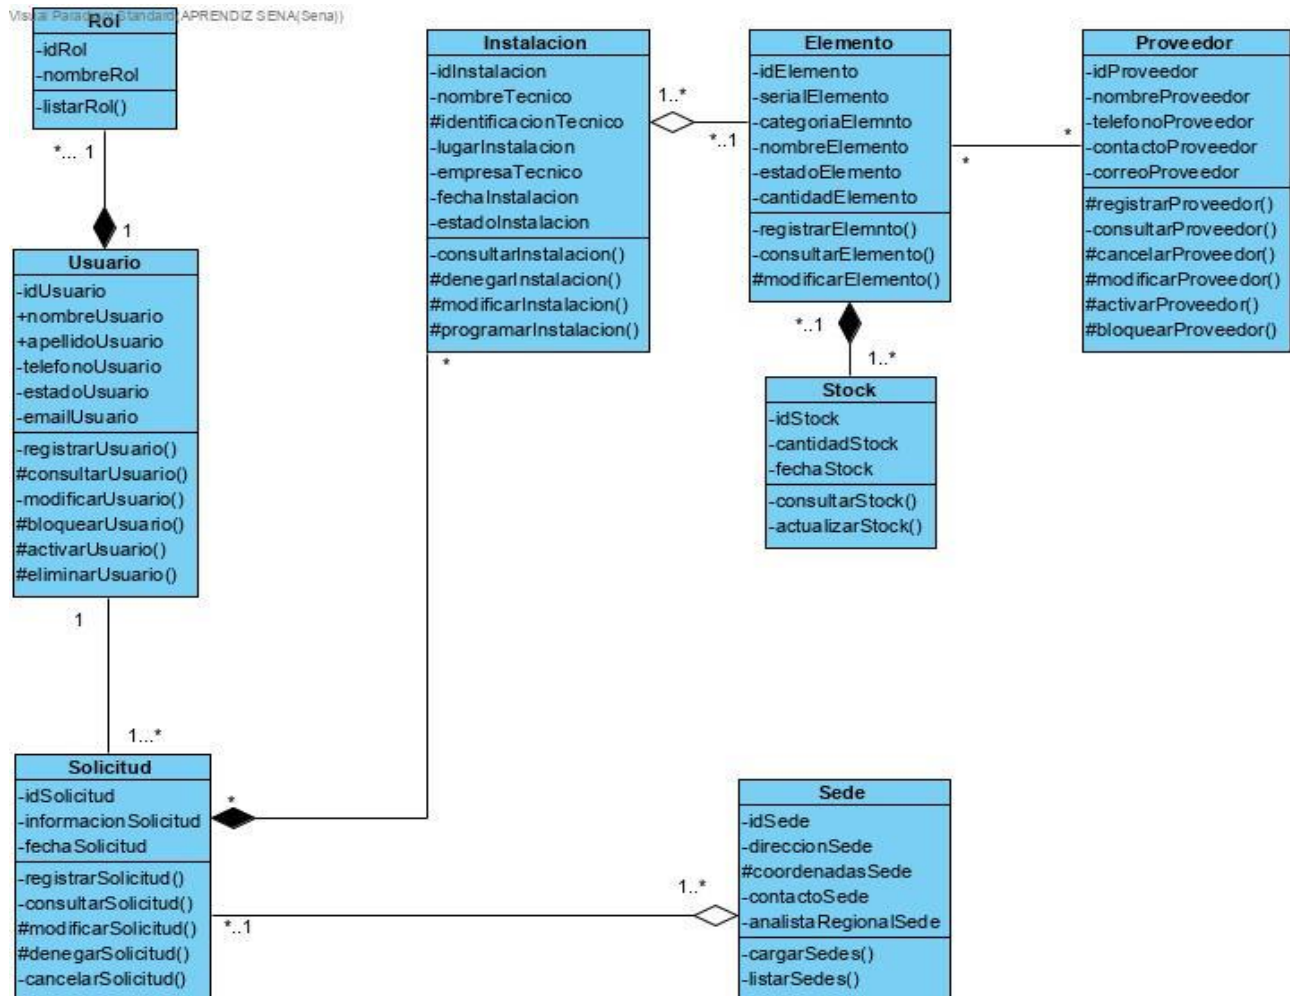 Visual Paradigm Standard(APRENDIZ SENA(Sena))
Rol
-idRol
-nombreRol
-listarRol()
*... 1
1
Usuario
-idUsuario
+nombreUsuario
+apellidoUsuario
-telefonoUsuario
-estadoUsuario
-emailUsuario
-registrarUsuario()
#consultarUsuario()
-modificarUsuario()
#bloquearUsuario()
#activarUsuario()
#eliminarUsuario()
1
1...*
Solicitud
-idSolicitud
-informacionSolicitud
-fechaSolicitud
-registrarSolicitud()
-consultarSolicitud()
#modificarSolicitud()
#denegarSolicitud()
-cancelarSolicitud()
*
*..1
Instalacion
-idInstalacion
-nombreTecnico
#identificacionTecnico
-lugarInstalacion
-empresaTecnico
-fechaInstalacion
-estadoInstalacion
-consultarInstalacion()
#denegarInstalacion()
#modificarInstalacion()
#programarInstalacion()
*
1..*
*..1
Elemento
-idElemento
-serialElemento
-categoriaElemnto
-nombreElemento
-estadoElemento
-cantidadElemento
-registrarElemnto()
-consultarElemento()
#modificarElemento()
*..1
1..*
*
*
Stock
-idStock
-cantidadStock
-fechaStock
-consultarStock()
-actualizarStock()
Proveedor
-idProveedor
-nombreProveedor
-telefonoProveedor
-contactoProveedor
-correoProveedor
#registrarProveedor()
-consultarProveedor()
#cancelarProveedor()
#modificarProveedor()
#activarProveedor()
#bloquearProveedor()
1..*
Sede
-idSede
-direccionSede
#coordenadasSede
-contactoSede
-analistaRegionalSede
-cargarSedes()
-listarSedes()